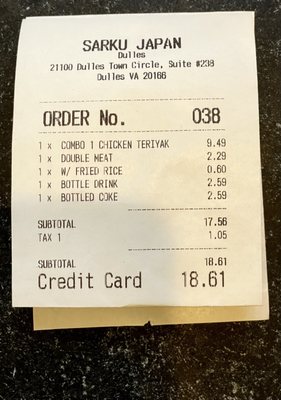 SARKU JAPAN
Dulles
21100 Dulles Town Circle, Suite #238
Dulles VA 20166
ORDER No. 038
1 x COMBO 1 CHICKEN TERIYAK 9.49
1 x DOUBLE MEAT 2.29
1 x W/ FRIED RICE 0.60
1 x BOTTLE DRINK 2.59
1 x BOTTLED COKE 2.59
SUBTOTAL 17.56
TAX 1 1.05
SUBTOTAL 18.61
Credit Card 18.61